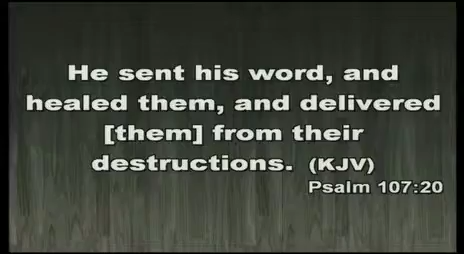 He sent his word, and
healed them, and delivered
[them] from their
destructions. (KJV)
Psalm 107:20